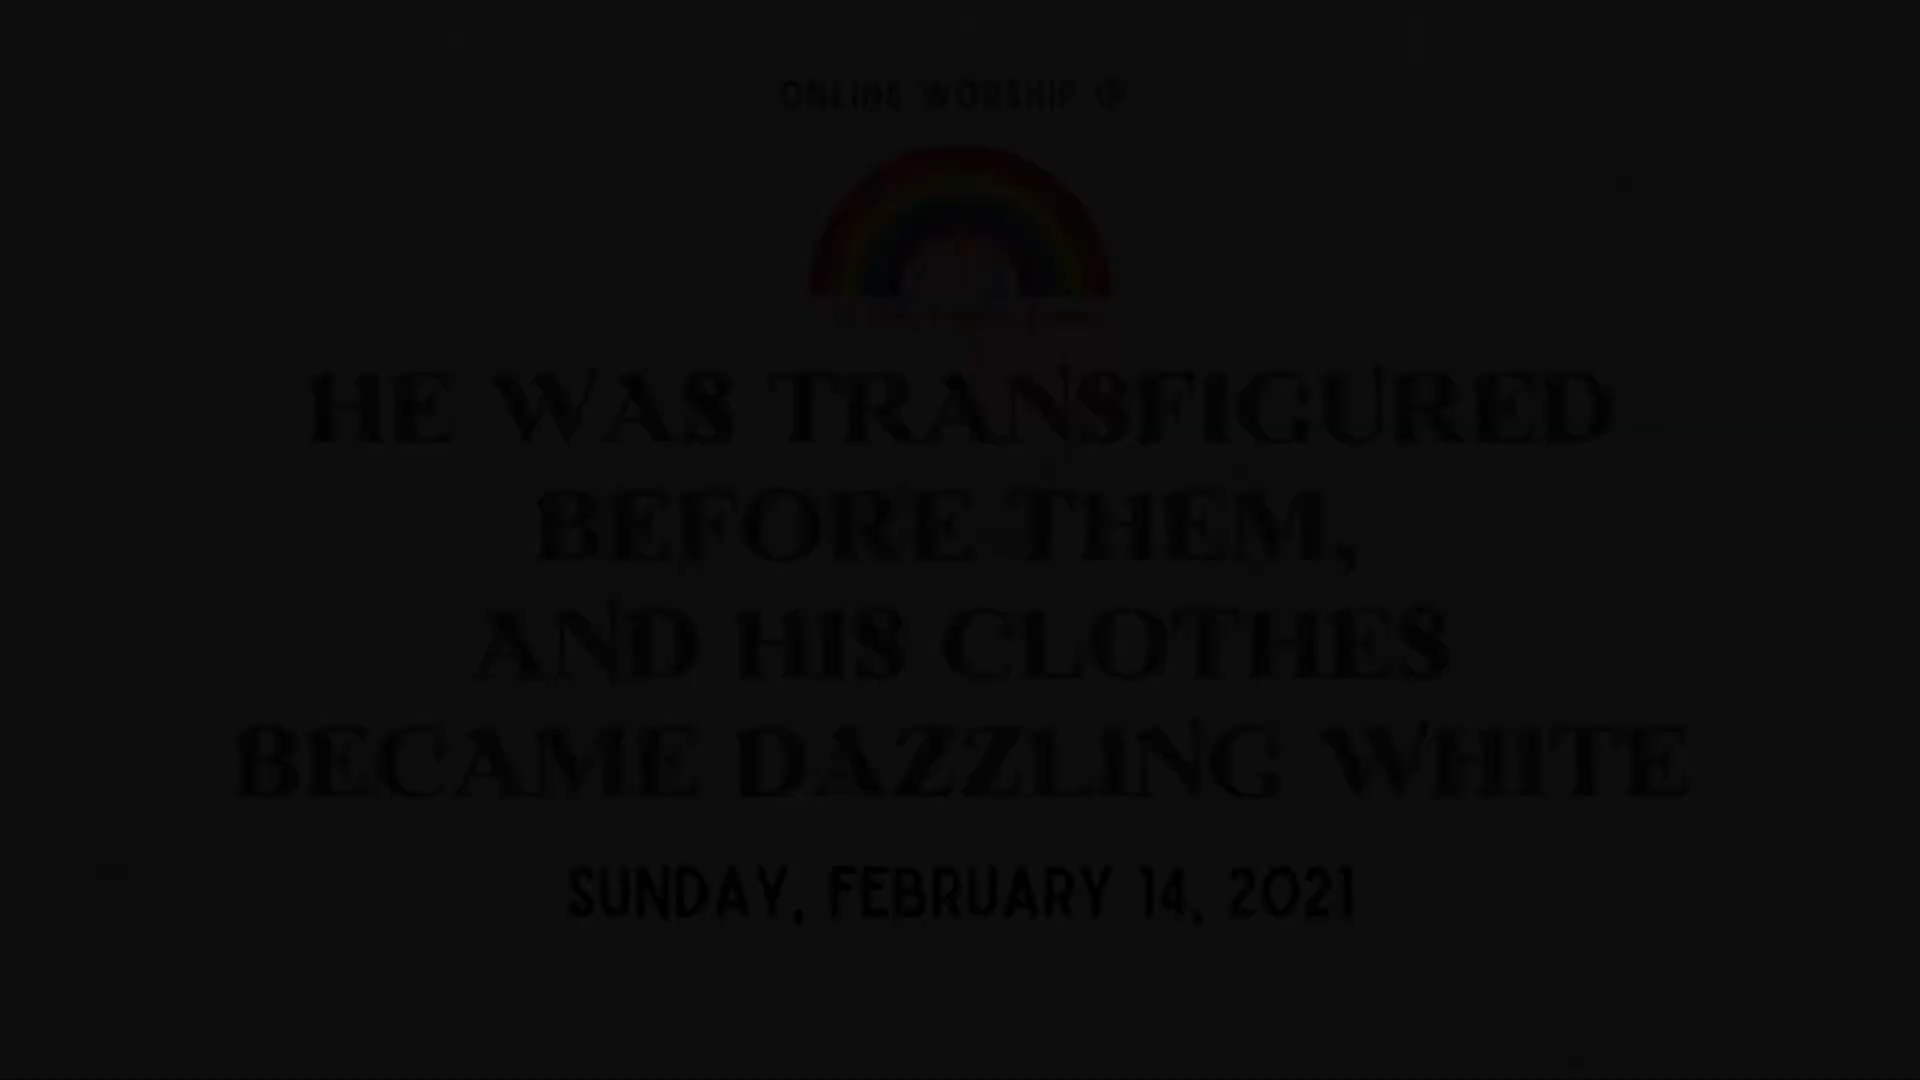 ONLINE WORSHIP @
HE WAS TRANSFIGURED
BEFORE THEM,
AND HIS CLOTHES
BECAME DAZZLING WHITE
SUNDAY, FEBRUARY 14, 2021